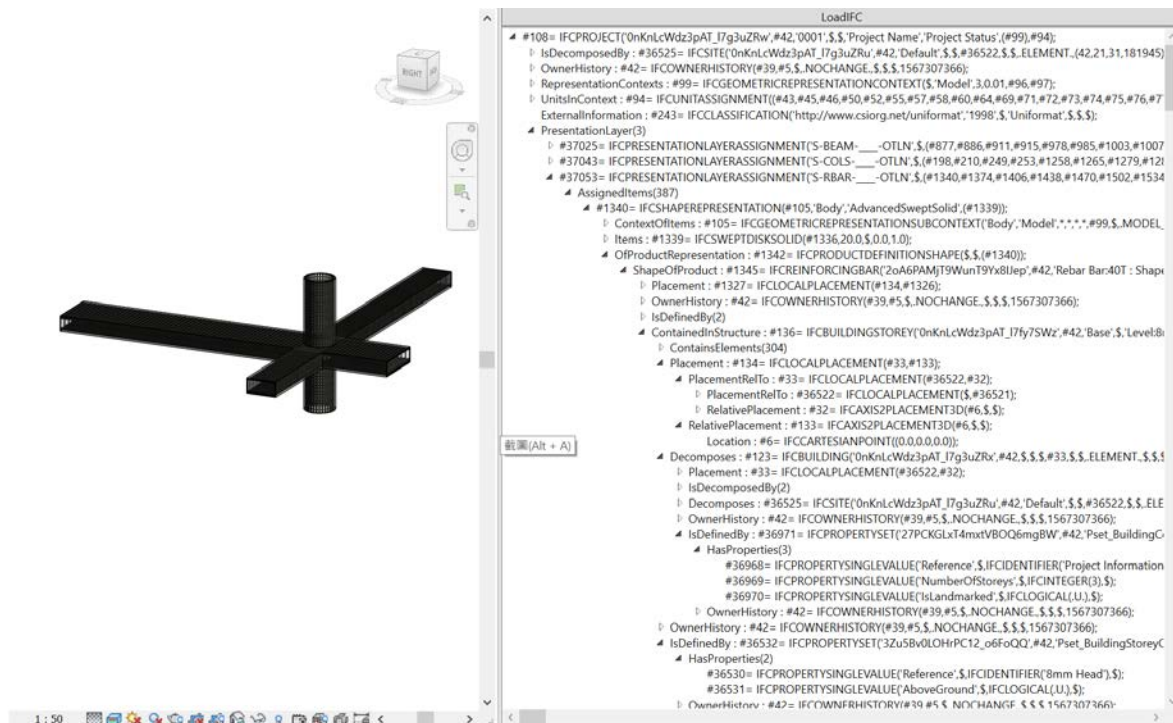 LoadIFC
#108= IFCPROJECT('0nKnLcWdz3pAT_l7g3uZRw',#42,'0001',$,$,'Project Name','Project Status',(#99),#94);
IsDecomposedBy : #36525= IFCSITE('0nKnLcWdz3pAT_l7g3uZRu',#42,'Default',$,$,#36522,$,$,.ELEMENT.,(42,21,31,181945)
OwnerHistory : #42= IFCOWNERHISTORY(#39,#5,$,.NOCHANGE.,$,$,$,1567307366);
RepresentationContexts : #99= IFCGEOMETRICREPRESENTATIONCONTEXT($,'Model',3,0.01,#96,#97);
UnitsInContext : #94= IFCUNITASSIGNMENT((#43,#45,#46,#50,#52,#55,#57,#58,#60,#64,#69,#71,#72,#73,#74,#75,#76,#7
ExternalInformation : #243= IFCCLASSIFICATION('http://www.csiorg.net/uniformat','1998',$,'Uniformat',$,$,$);
PresentationLayer(3)
#37025= IFCPRESENTATIONLAYERASSIGNMENT('S-BEAM-____-OTLN',$,(#877,#886,#911,#915,#978,#985,#1003,#1007
#37043= IFCPRESENTATIONLAYERASSIGNMENT('S-COLS-____-OTLN',$,(#198,#210,#249,#253,#1258,#1265,#1279,#128
#37053= IFCPRESENTATIONLAYERASSIGNMENT('S-RBAR-____-OTLN',$,(#1340,#1374,#1406,#1438,#1470,#1502,#1534
AssignedItems(387)
#1340= IFCSHAPEREPRESENTATION(#105,'Body','AdvancedSweptSolid',(#1339));
RIGHT
ContextOfItems : #105= IFCGEOMETRICREPRESENTATIONSUBCONTEXT('Body','Model',*,*,*,*,#99,$,.MODEL_
Items : #1339= IFCSWEPTDISKSOLID(#1336,20.0,$,0.0,1.0);
OfProductRepresentation : #1342= IFCPRODUCTDEFINITIONSHAPE($,$,(#1340));
ShapeOfProduct : #1345= IFCREINFORCINGBAR('2oA6PAMjT9WunT9Yx8IJep',#42,'Rebar Bar:40T : Shape
Placement : #1327= IFCLOCALPLACEMENT(#134,#1326);
OwnerHistory : #42= IFCOWNERHISTORY(#39,#5,$,.NOCHANGE.,$,$,$,1567307366);
IsDefinedBy(2)
ContainedInStructure : #136= IFCBUILDINGSTOREY('0nKnLcWdz3pAT_l7fy7SWz',#42,'Base',$,'Level:8
ContainsElements(304)
Placement : #134= IFCLOCALPLACEMENT(#33,#133);
PlacementRelTo : #33= IFCLOCALPLACEMENT(#36522,#32);
PlacementRelTo : #36522= IFCLOCALPLACEMENT($,#36521);
RelativePlacement : #32= IFCAXIS2PLACEMENT3D(#6,$,$);
RelativePlacement : #133= IFCAXIS2PLACEMENT3D(#6,$,$);
Location : #6= IFCCARTESIANPOINT((0.0,0.0,0.0));
截圖(Alt + A)
Decomposes : #123= IFCBUILDING('0nKnLcWdz3pAT_l7g3uZRx',#42,$,$,$,#33,$,$,.ELEMENT.,$,$,$
Placement : #33= IFCLOCALPLACEMENT(#36522,#32);
IsDecomposedBy(2)
Decomposes : #36525= IFCSITE('0nKnLcWdz3pAT_l7g3uZRu',#42,'Default',$,$,#36522,$,$,.ELE
OwnerHistory : #42= IFCOWNERHISTORY(#39,#5,$,.NOCHANGE.,$,$,$,1567307366);
IsDefinedBy : #36971= IFCPROPERTYSET('27PCKGLxT4mxtVBOQ6mgBW',#42,'Pset_BuildingC
HasProperties(3)
#36968= IFCPROPERTYSINGLEVALUE('Reference',$,IFCIDENTIFIER('Project Information
#36969= IFCPROPERTYSINGLEVALUE('NumberOfStoreys',$,IFCINTEGER(3),$);
#36970= IFCPROPERTYSINGLEVALUE('IsLandmarked',$,IFCLOGICAL(.U.),$);
OwnerHistory : #42= IFCOWNERHISTORY(#39,#5,$,.NOCHANGE.,$,$,$,1567307366);
OwnerHistory : #42= IFCOWNERHISTORY(#39,#5,$,.NOCHANGE.,$,$,$,1567307366);
IsDefinedBy : #36532= IFCPROPERTYSET('3Zu5Bv0LOHrPC12_o6FoQQ',#42,'Pset_BuildingStoreyC
HasProperties(2)
#36530= IFCPROPERTYSINGLEVALUE('Reference',$,IFCIDENTIFIER('8mm Head'),$);
#36531= IFCPROPERTYSINGLEVALUE('AboveGround',$,IFCLOGICAL(.U.),$);
OwnerHistory : #42= IFCOWNERHISTORY(#39,#5,$,.NOCHANGE.,$,$,$,1567307366);
1 : 50